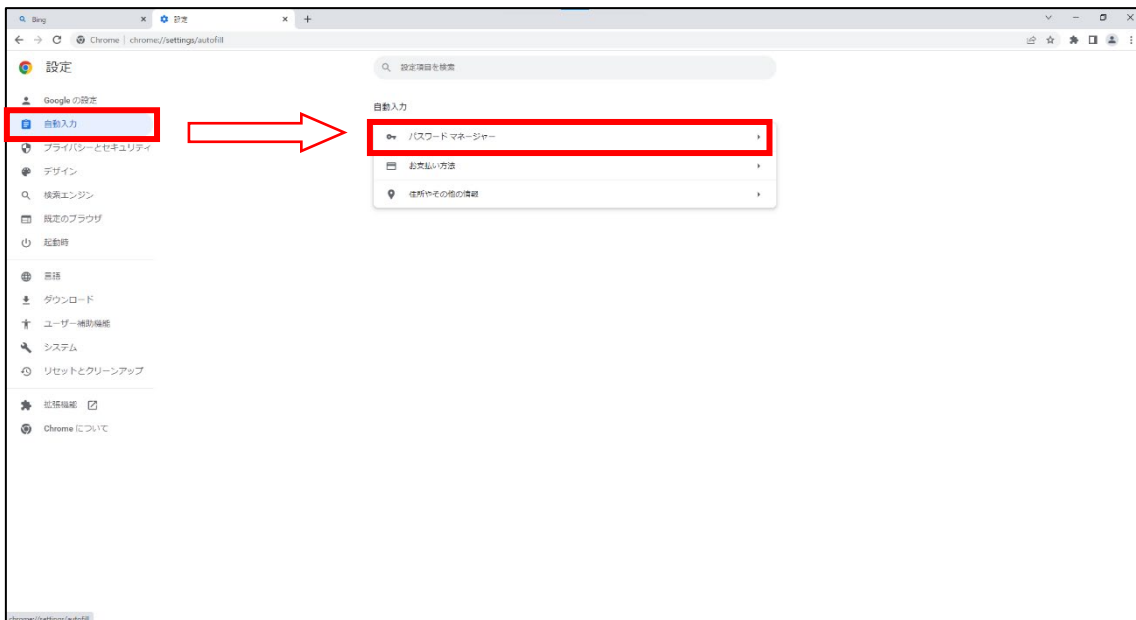 Bing
設定
Chrome | chrome://settings/autofill
設定
設定項目を検索
Google の設定
自動入力
プライバシーとセキュリティ
デザイン
検索エンジン
既定のブラウザ
起動時
言語
ダウンロード
ユーザー補助機能
システム
リセットとクリーンアップ
拡張機能
Chrome について
自動入力
パスワード マネージャー
お支払い方法
住所やその他の情報
chrome://settings/autofill